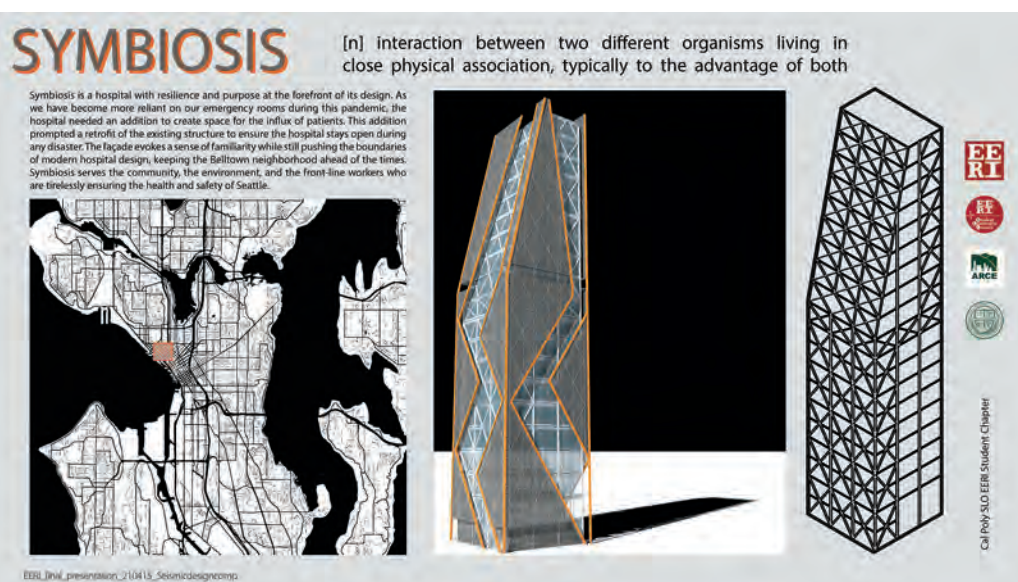 SYMBIOSIS
[n] interaction between two different organisms living in
close physical association, typically to the advantage of both
Symbiosis is a hospital with resilience and purpose at the forefront of its design. As
we have become more reliant on our emergency rooms during this pandemic, the
hospital needed an addition to create space for the influx of patients. This addition
prompted a retrofit of the existing structure to ensure the hospital stays open during
any disaster. The façade evokes a sense of familiarity while still pushing the boundaries
of modern hospital design, keeping the Belltown neighborhood ahead of the times.
Symbiosis serves the community, the environment, and the front-line workers who
are tirelessly ensuring the health and safety of Seattle.
EE
RI
EE
RI
ARCE
Cal Poly SLO EERI Student Chapter
EERI_final_presentation_210415_Seismicdesigncomp